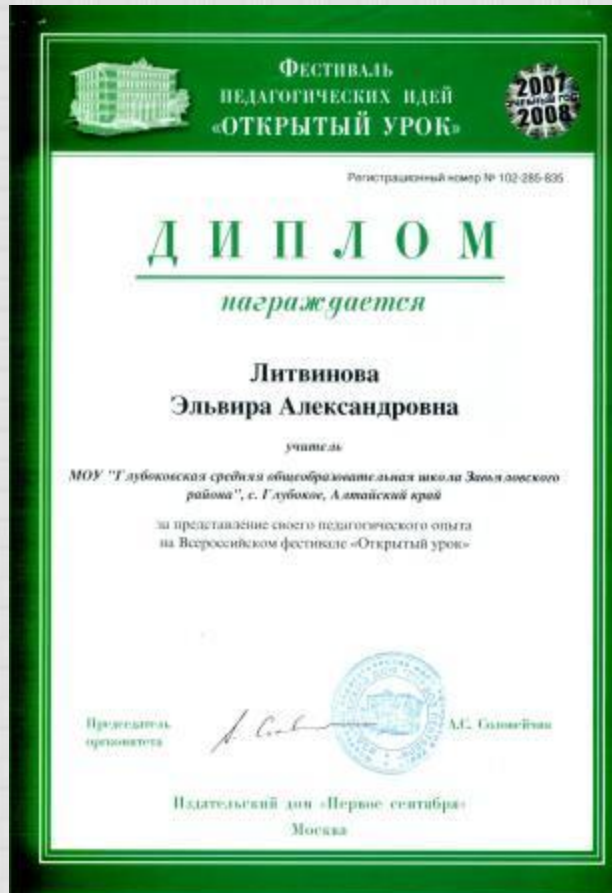 ФЕСТИВАЛЬ
ПЕДАГОГИЧЕСКИХ ИДЕЙ
«ОТКРЫТЫЙ УРОК»
2007
УЧЕБНЫЙ ГОД
2008
Регистрационный номер № 102-285-835
ДИПЛОМ
награждается
Литвинова
Эльвира Александровна
учитель
МОУ "Глубоковская средняя общеобразовательная школа Завьяловского
района", с. Глубокое, Алтайский край
за представление своего педагогического опыта
на Всероссийском фестивале «Открытый урок»
Председатель
оргкомитета
А.С. Соловейчик
Издательский дом «Первое сентября»
Москва